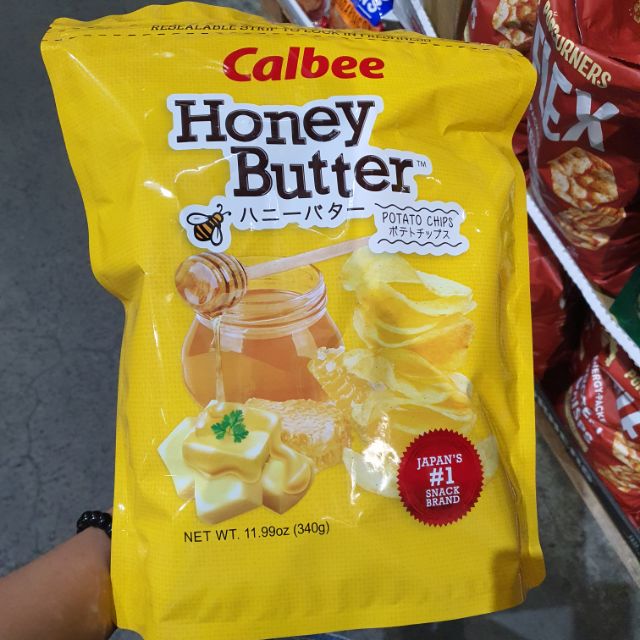 RESEALABLE STRIP TO LOCK IN FRESHNESS
Calbee
Honey
Butter™
ハニーバター
POTATO CHIPS
ポテトチップス
JAPAN'S
#1
SNACK
BRAND
NET WT. 11.99oz (340g)